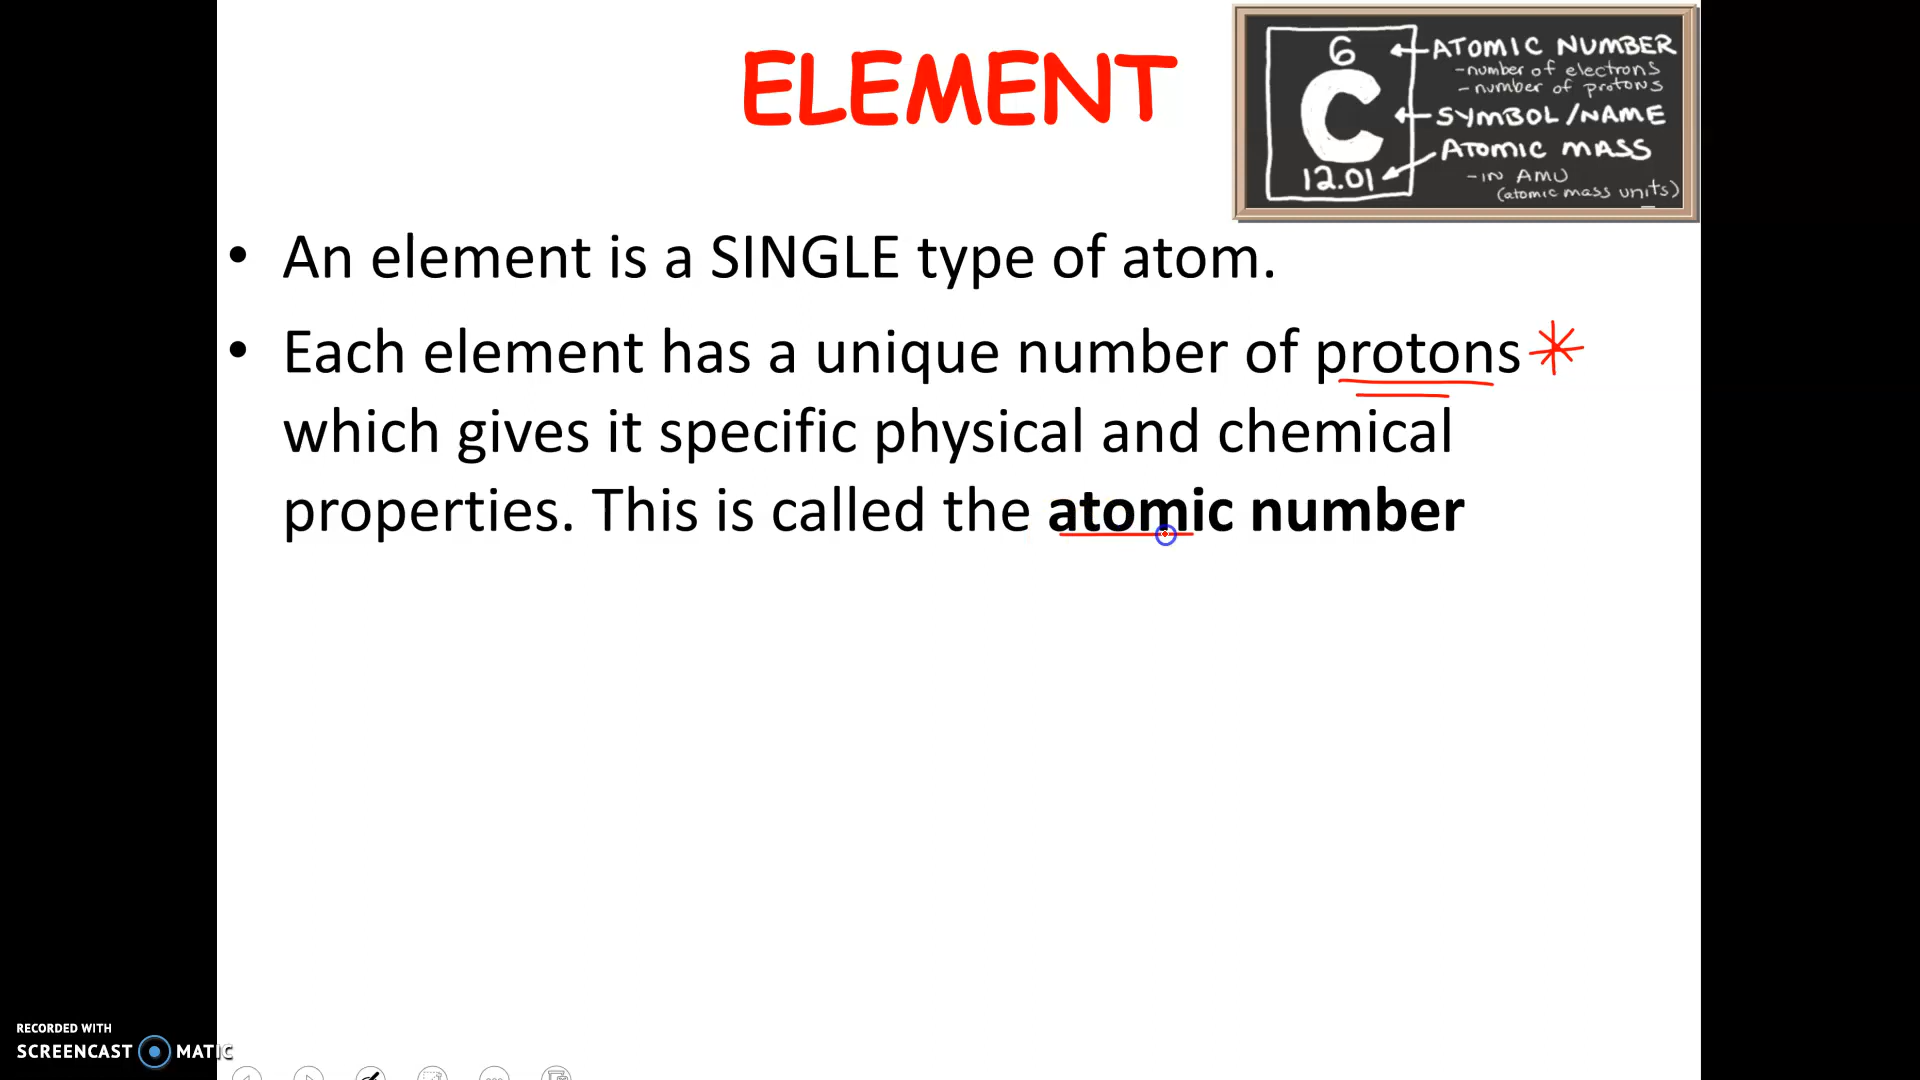 ELEMENT
6
C
12.01
ATOMIC NUMBER
-number of electrons
-number of protons
SYMBOL/NAME
ATOMIC MASS
-IN AMU
(atomic mass units)
• An element is a SINGLE type of atom.
• Each element has a unique number of protons *
which gives it specific physical and chemical
properties. This is called the atomic number
RECORDED WITH
SCREENCAST MATIC